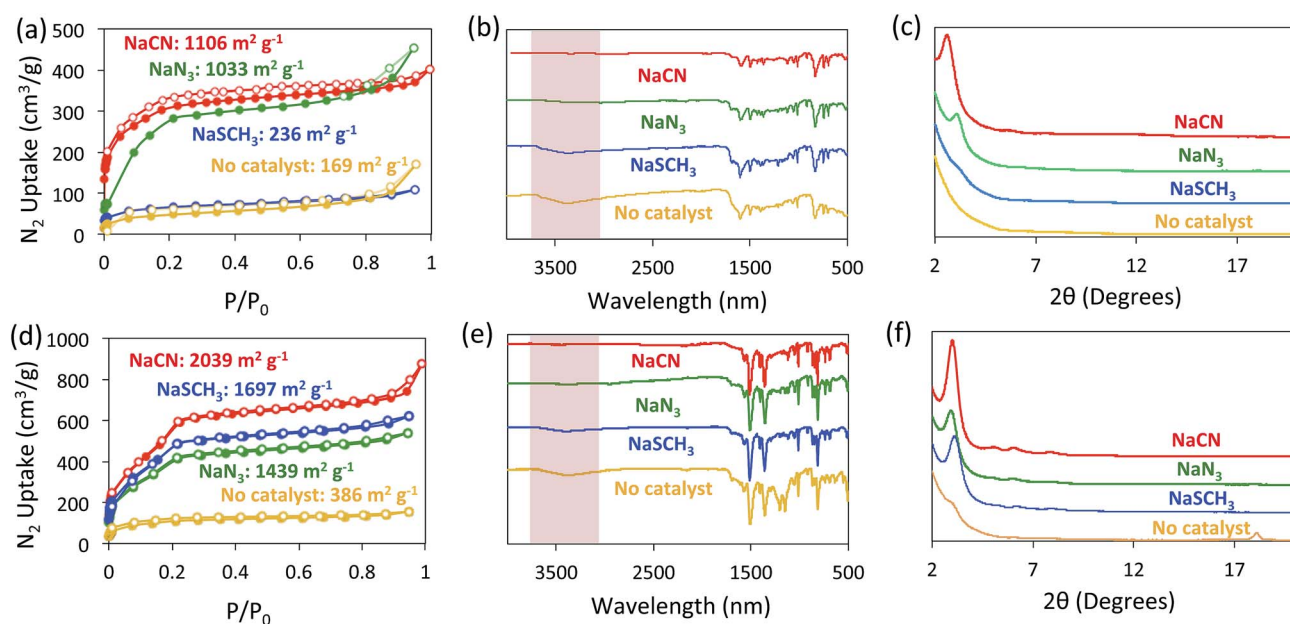 (a)
500
400
300
200
100
0
N₂ Uptake (cm³/g)
NaCN: 1106 m² g⁻¹
NaN₃: 1033 m² g⁻¹
NaSCH₃: 236 m² g⁻¹
No catalyst: 169 m² g⁻¹
0 0.2 0.4 0.6 0.8 1
P/P₀
(b)
NaCN
NaN₃
NaSCH₃
No catalyst
3500 2500 1500 500
Wavelength (nm)
(c)
NaCN
NaN₃
NaSCH₃
No catalyst
2 7 12 17
2θ (Degrees)
(d)
1000
800
600
400
200
0
N₂ Uptake (cm³/g)
NaCN: 2039 m² g⁻¹
NaSCH₃: 1697 m² g⁻¹
NaN₃: 1439 m² g⁻¹
No catalyst: 386 m² g⁻¹
0 0.2 0.4 0.6 0.8 1
P/P₀
(e)
NaCN
NaN₃
NaSCH₃
No catalyst
3500 2500 1500 500
Wavelength (nm)
(f)
NaCN
NaN₃
NaSCH₃
No catalyst
2 7 12 17
2θ (Degrees)